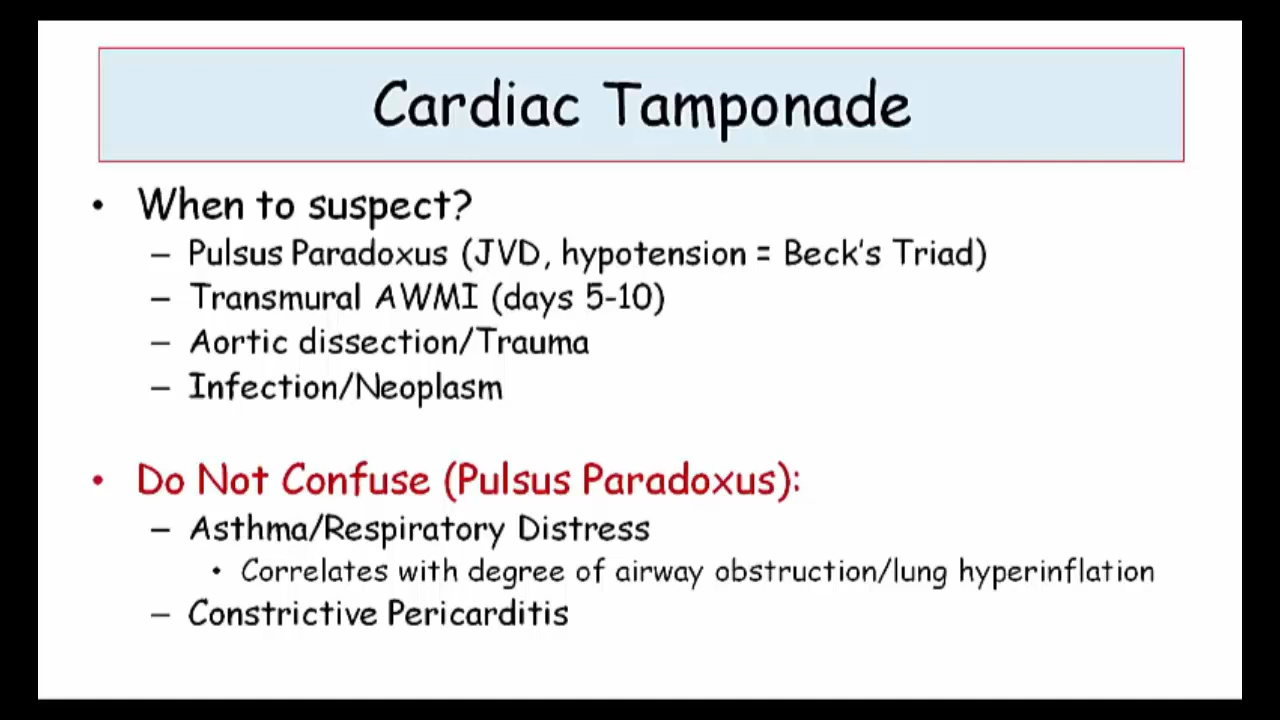 Cardiac Tamponade
• When to suspect?
– Pulsus Paradoxus (JVD, hypotension = Beck's Triad)
– Transmural AWMI (days 5-10)
– Aortic dissection/Trauma
– Infection/Neoplasm
• Do Not Confuse (Pulsus Paradoxus):
– Asthma/Respiratory Distress
• Correlates with degree of airway obstruction/lung hyperinflation
– Constrictive Pericarditis